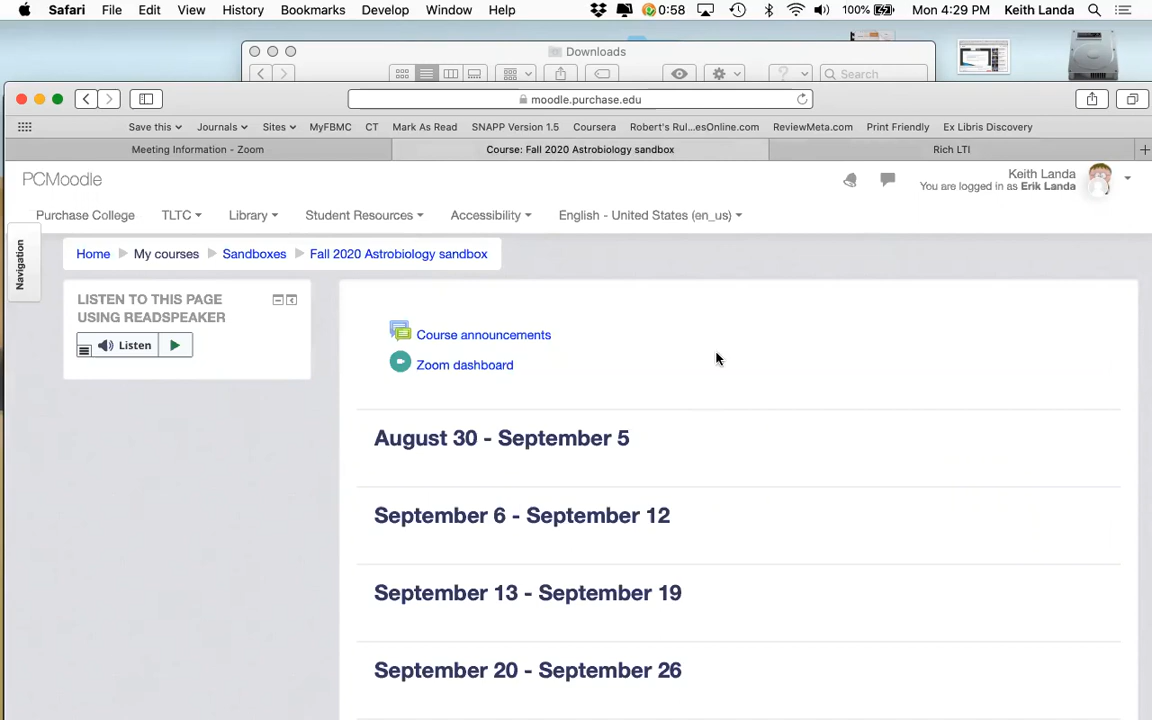 Safari File Edit View History Bookmarks Develop Window Help 0:58 100% Mon 4:29 PM Keith Landa
Downloads
Search
moodle.purchase.edu
Save this Journals Sites MyFBMC CT Mark As Read SNAPP Version 1.5 Coursera Robert's Rul...esOnline.com ReviewMeta.com Print Friendly Ex Libris Discovery
Meeting Information - Zoom Course: Fall 2020 Astrobiology sandbox Rich LTI
PCMoodle
Keith Landa
You are logged in as Erik Landa
Purchase College TLTC Library Student Resources Accessibility English - United States (en_us)
Navigation
Home My courses Sandboxes Fall 2020 Astrobiology sandbox
LISTEN TO THIS PAGE
USING READSPEAKER
Listen
Course announcements
Zoom dashboard
August 30 - September 5
September 6 - September 12
September 13 - September 19
September 20 - September 26